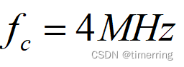 f_c = 4MHz
CSDN @timerring